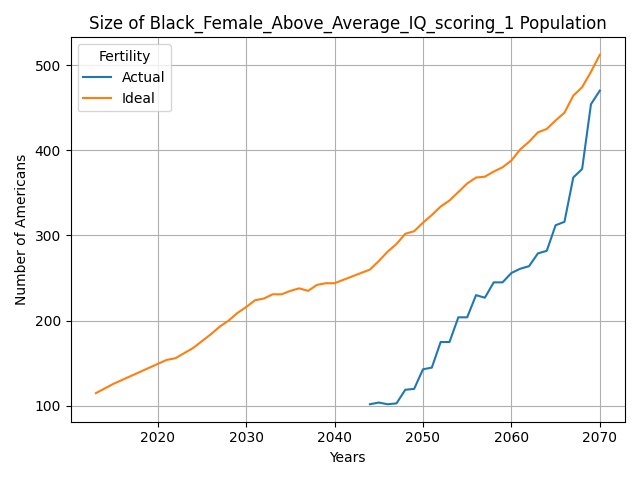 Size of Black_Female_Above_Average_IQ_scoring_1 Population
Fertility
Actual
Ideal
Number of Americans
500
400
300
200
100
2020 2030 2040 2050 2060 2070
Years